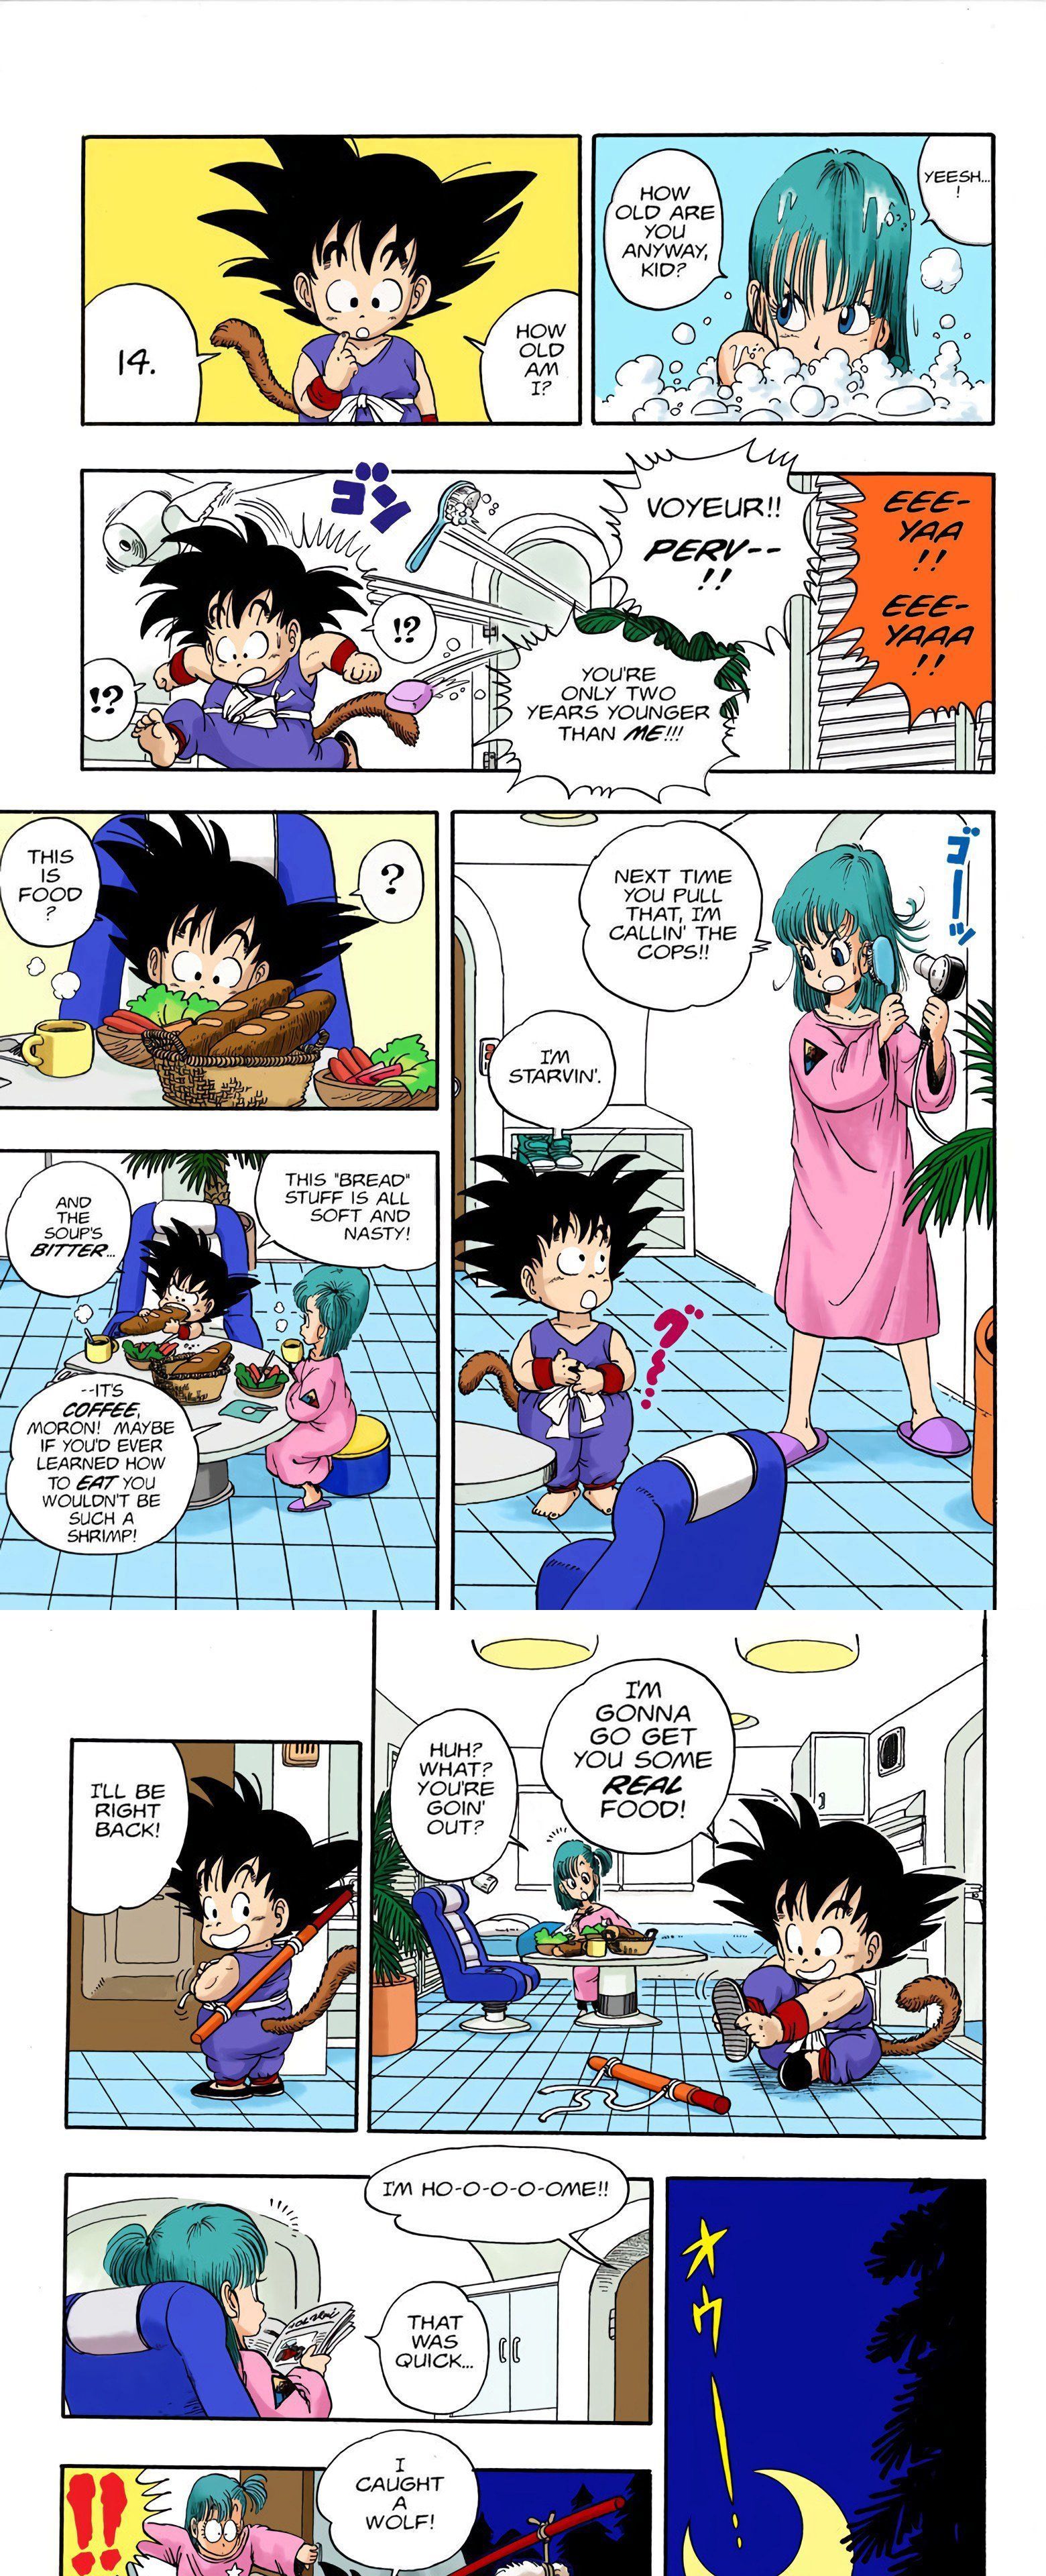 YEESH...
!
HOW
OLD ARE
YOU
ANYWAY,
KID?
HOW
OLD
AM
I?
14.
EEE-
YAA
!!
EEE-
YAAA
!!
VOYEUR!!
PERV--
!!
YOU'RE
ONLY TWO
YEARS YOUNGER
THAN ME!!!
ゴン
!?
!?
ゴーッ
NEXT TIME
YOU PULL
THAT, I'M
CALLIN' THE
COPS!!
I'M
STARVIN'.
グ~
?
THIS
IS
FOOD
?
THIS "BREAD"
STUFF IS ALL
SOFT AND
NASTY!
AND
THE
SOUP'S
BITTER...
--IT'S
COFFEE,
MORON! MAYBE
IF YOU'D EVER
LEARNED HOW
TO EAT YOU
WOULDN'T BE
SUCH A
SHRIMP!
I'M
GONNA
GO GET
YOU SOME
REAL
FOOD!
HUH?
WHAT?
YOU'RE
GOIN'
OUT?
I'LL BE
RIGHT
BACK!
オゥー
I'M HO-O-O-O-OME!!
THAT
WAS
QUICK...
I
CAUGHT
A
WOLF!
!!